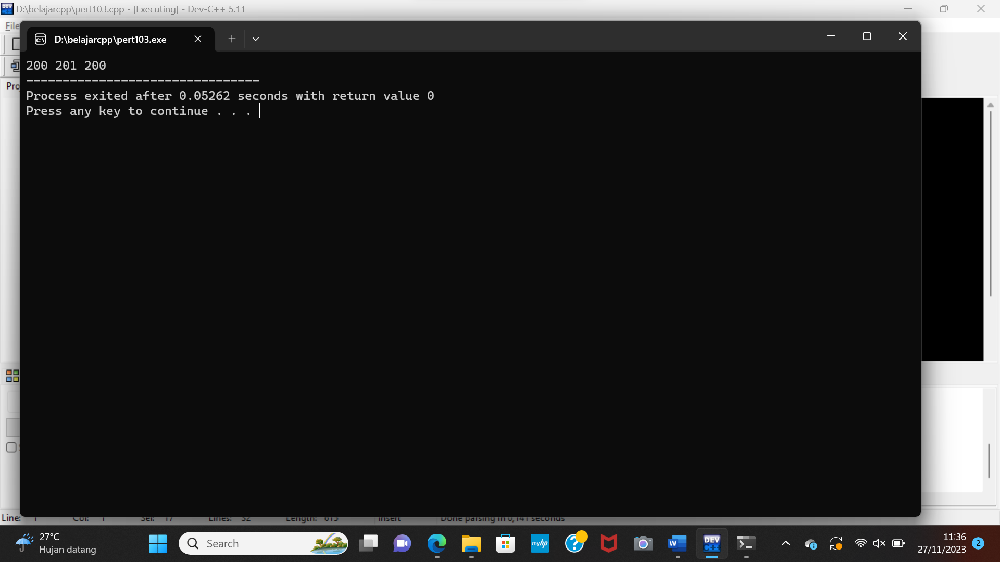 D:\belajarcpp\pert103.cpp - [Executing] - Dev-C++ 5.11
File
D:\belajarcpp\pert103.exe
200 201 200
--------------------------------
Process exited after 0.05262 seconds with return value 0
Press any key to continue . . .
Line: 1 Col: 1 Sel: 17 Lines: 32 Length: 615 Insert Done parsing in 0,141 seconds
27°C
Hujan datang
Search
myhp
W
DEV
C++
11:36
27/11/2023
2